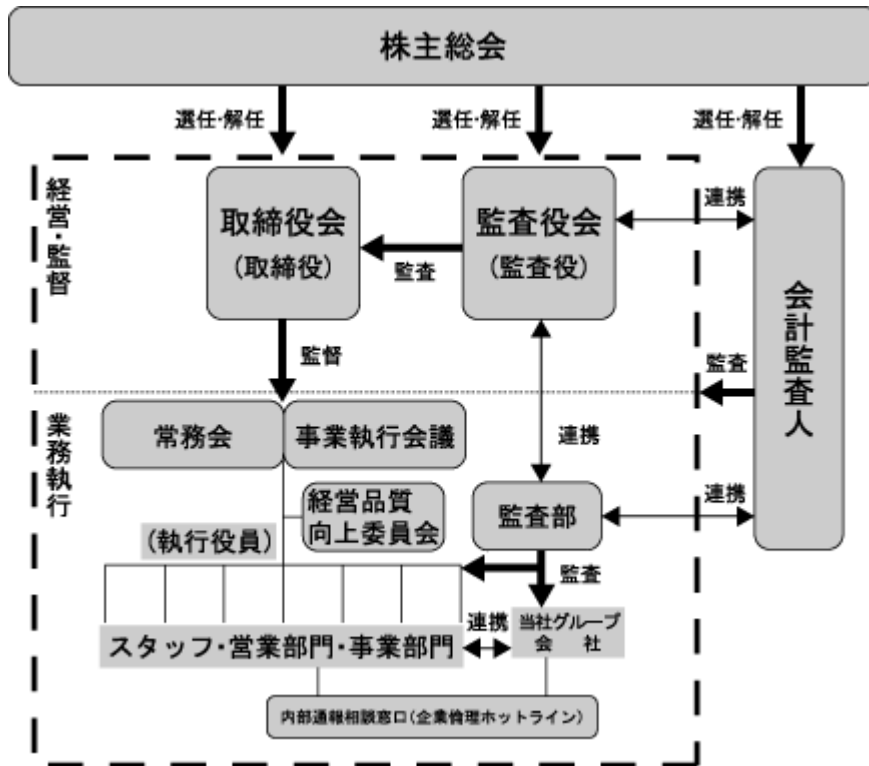 株主総会
選任・解任
選任・解任
選任・解任
経営・監督
取締役会
(取締役)
監査
監査役会
(監査役)
連携
会計監査人
監督
監査
業務執行
常務会
事業執行会議
連携
経営品質
向上委員会
監査部
連携
(執行役員)
監査
スタッフ・営業部門・事業部門
連携
当社グループ
会 社
内部通報相談窓口(企業倫理ホットライン)